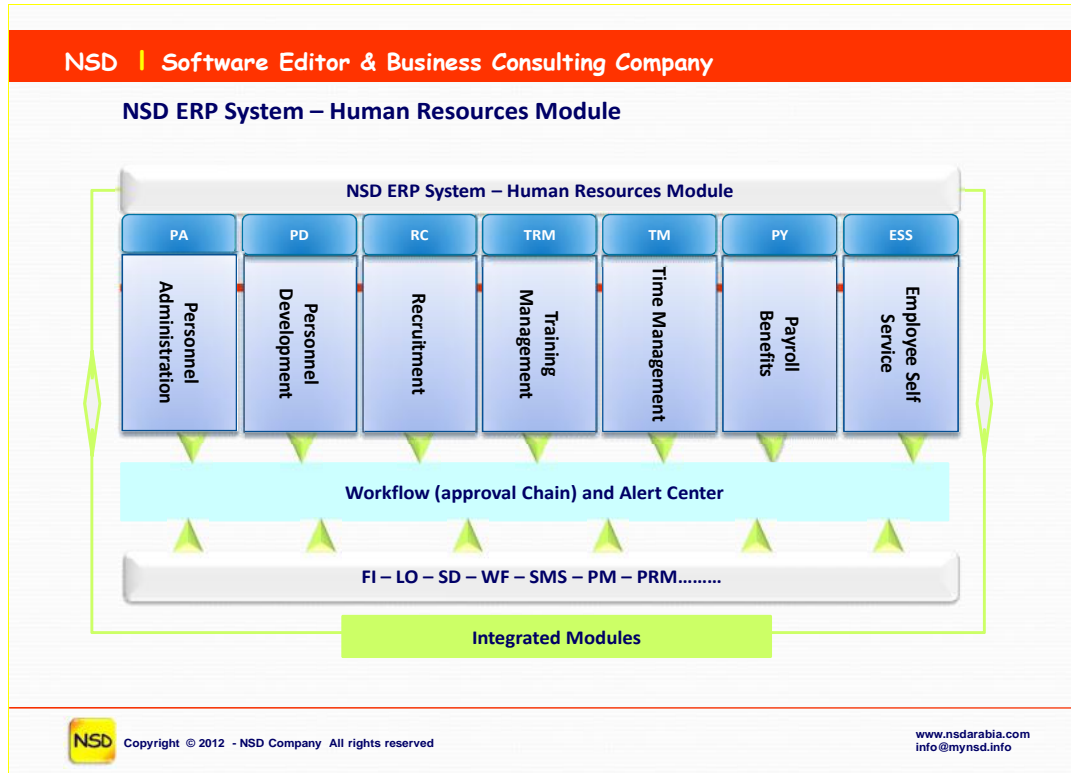 NSD | Software Editor & Business Consulting Company
NSD ERP System – Human Resources Module
NSD ERP System – Human Resources Module
PA
PD
RC
TRM
TM
PY
ESS
Personnel
Administration
Personnel
Development
Recruitment
Training
Management
Time Management
Payroll
Benefits
Employee Self
Service
Workflow (approval Chain) and Alert Center
FI – LO – SD – WF – SMS – PM – PRM………
Integrated Modules
NSD
Copyright © 2012 - NSD Company All rights reserved
www.nsdarabia.com
info@mynsd.info